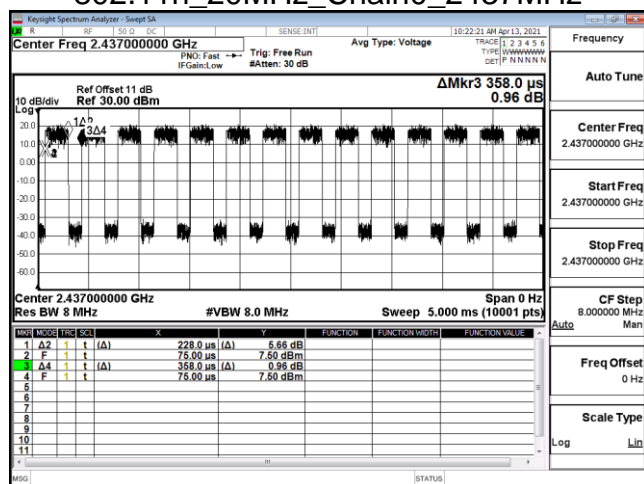 802.11n_20MHz_Chain0_2437MHz
Keysight Spectrum Analyzer - Swept SA
R RF 50 Ω DC SENSE:INT 10:22:21 AM Apr 13, 2021
Center Freq 2.437000000 GHz
PNO: Fast
IFGain:Low
Trig: Free Run
#Atten: 30 dB
Avg Type: Voltage
TRACE 1 2 3 4 5 6
TYPE WWWWWW
DET P N N N N N
Frequency
Ref Offset 11 dB
Ref 30.00 dBm
10 dB/div
Log
ΔMkr3 358.0 µs
0.96 dB
Auto Tune
20.0
10.0
0.00
-10.0
-20.0
-30.0
-40.0
-50.0
-60.0
3Δ4
Center Freq
2.437000000 GHz
Start Freq
2.437000000 GHz
Stop Freq
2.437000000 GHz
Center 2.437000000 GHz
Res BW 8 MHz
#VBW 8.0 MHz
Span 0 Hz
Sweep 5.000 ms (10001 pts)
CF Step
8.000000 MHz
Auto Man
MKR MODE TRC SCL X Y FUNCTION FUNCTION WIDTH FUNCTION VALUE
1 Δ2 1 t (Δ) 228.0 µs (Δ) 5.66 dB
2 F 1 t 75.00 µs 7.50 dBm
3 Δ4 1 t (Δ) 358.0 µs (Δ) 0.96 dB
4 F 1 t 75.00 µs 7.50 dBm
5
6
7
8
9
10
11
Freq Offset
0 Hz
Scale Type
Log Lin
MSG STATUS